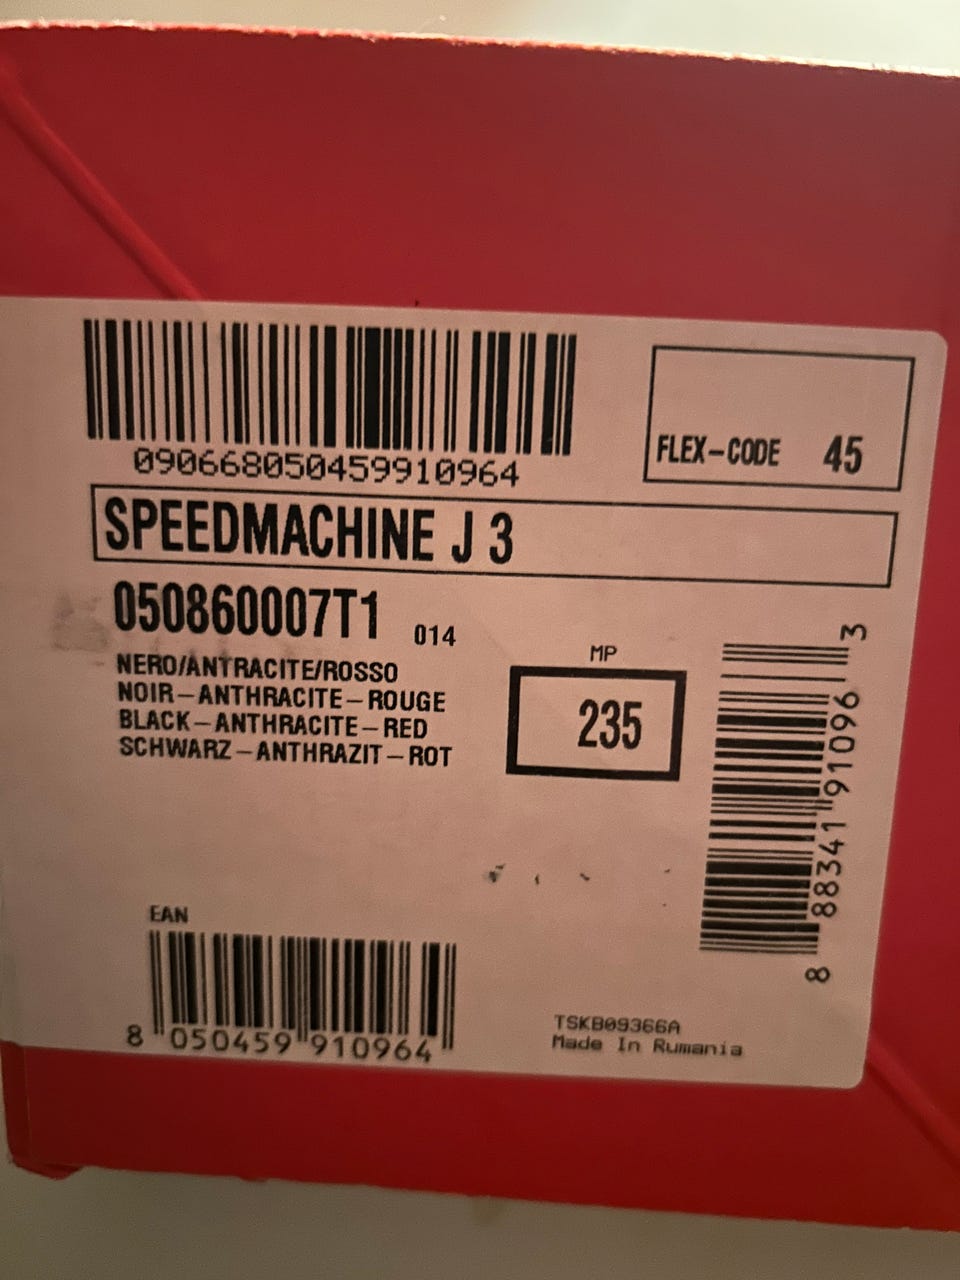 090668050459910964
FLEX-CODE 45
SPEEDMACHINE J 3
050860007T1 014
NERO/ANTRACITE/ROSSO
NOIR-ANTHRACITE-ROUGE
BLACK-ANTHRACITE-RED
SCHWARZ-ANTHRAZIT-ROT
MP
235
8 88341 91096 3
EAN
8 050459 910964
TSKB09366A
Made In Rumania